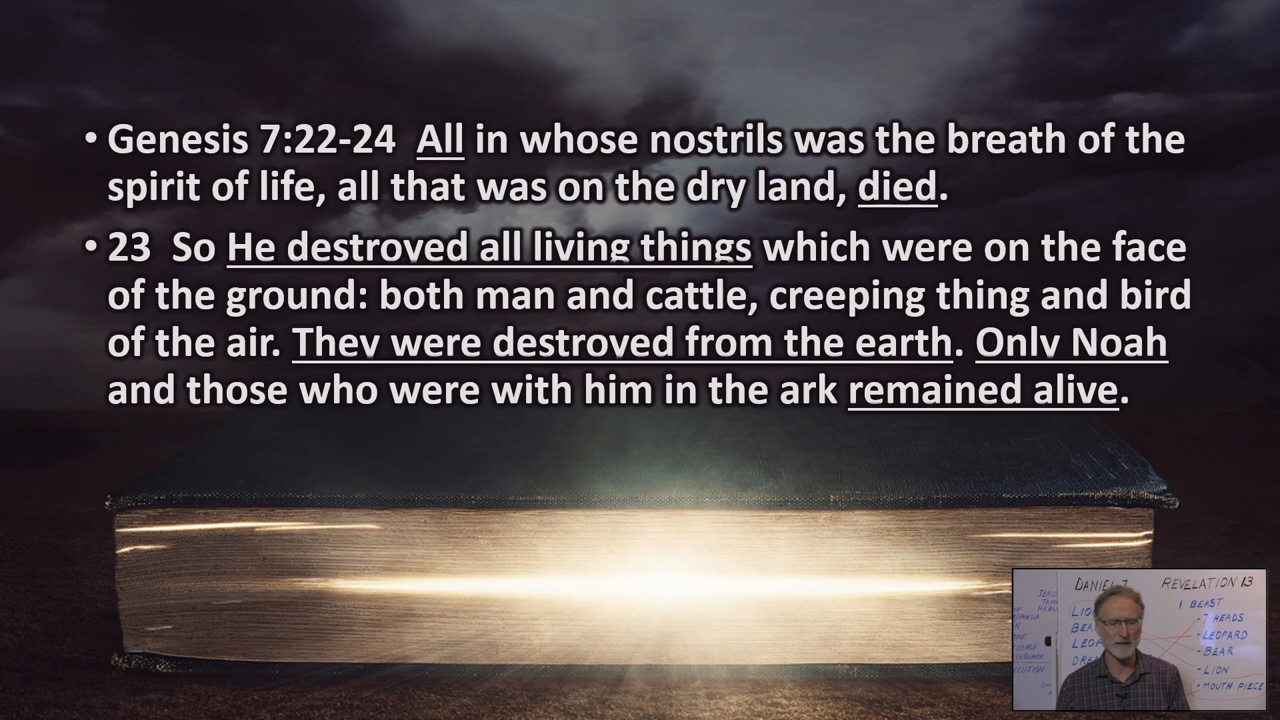 • Genesis 7:22-24  All in whose nostrils was the breath of the
spirit of life, all that was on the dry land, died.
• 23  So He destroyed all living things which were on the face
of the ground: both man and cattle, creeping thing and bird
of the air. They were destroyed from the earth. Only Noah
and those who were with him in the ark remained alive.
DANIEL 7
REVELATION 13
1 BEAST
- 7 HEADS
- LEOPARD
- BEAR
- LION
- MOUTH PIECE